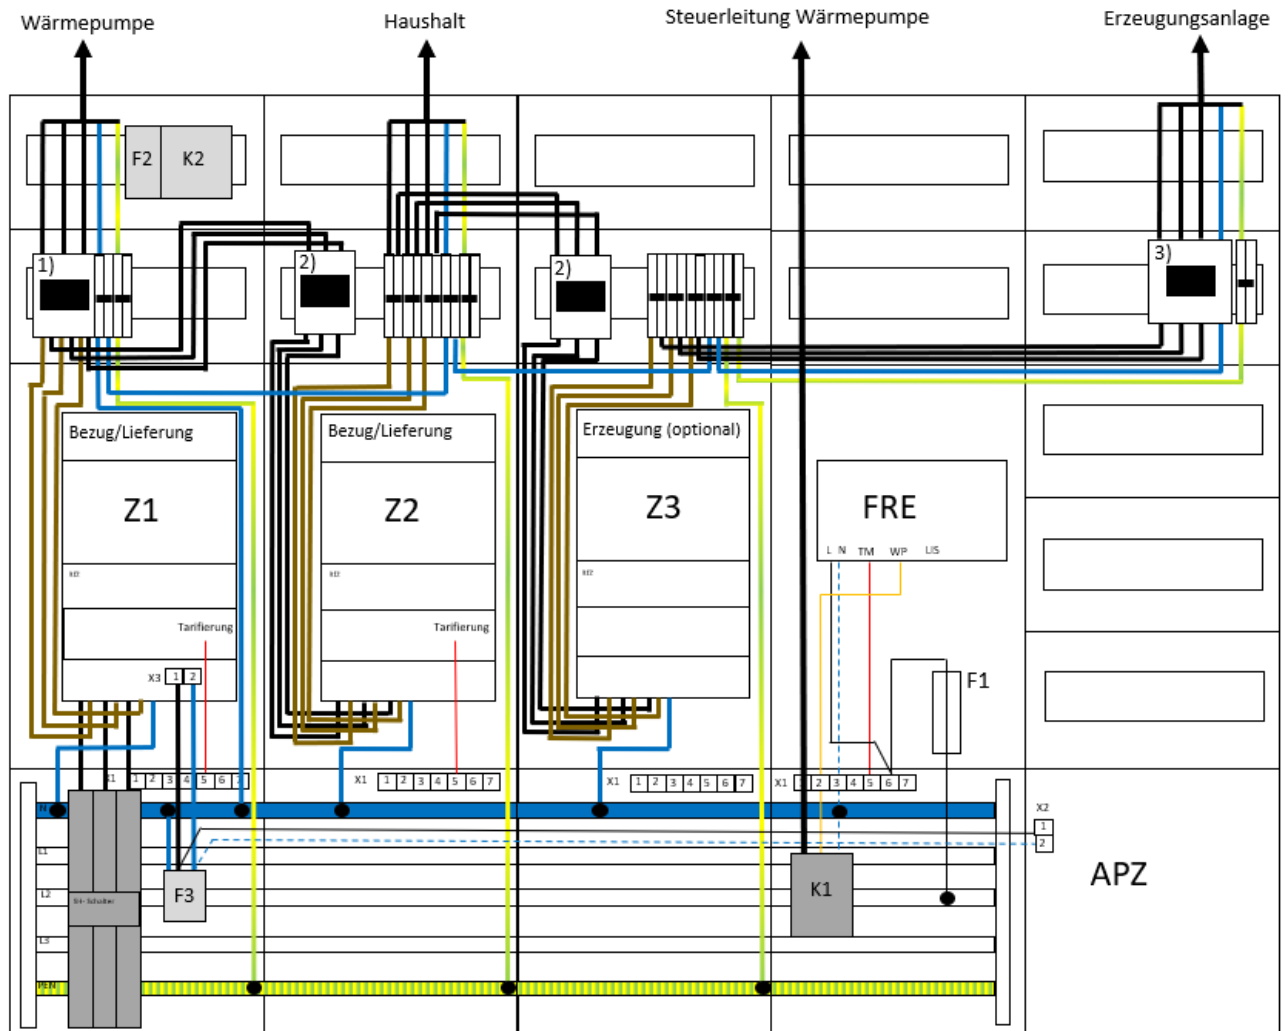 Wärmepumpe
Haushalt
Steuerleitung Wärmepumpe
Erzeugungsanlage
F2
K2
1)
2)
2)
3)
Bezug/Lieferung
Bezug/Lieferung
Erzeugung (optional)
Z1
Z2
Z3
FRE
L N TM WP LIS
Tarifierung
Tarifierung
X3 1 2
F1
X1 1 2 3 4 5 6 7
X1 1 2 3 4 5 6 7
X1 1 2 3 4 5 6 7
X1 1 2 3 4 5 6 7
N
X2
1
2
L1
L2
F3
K1
APZ
L3
PEN